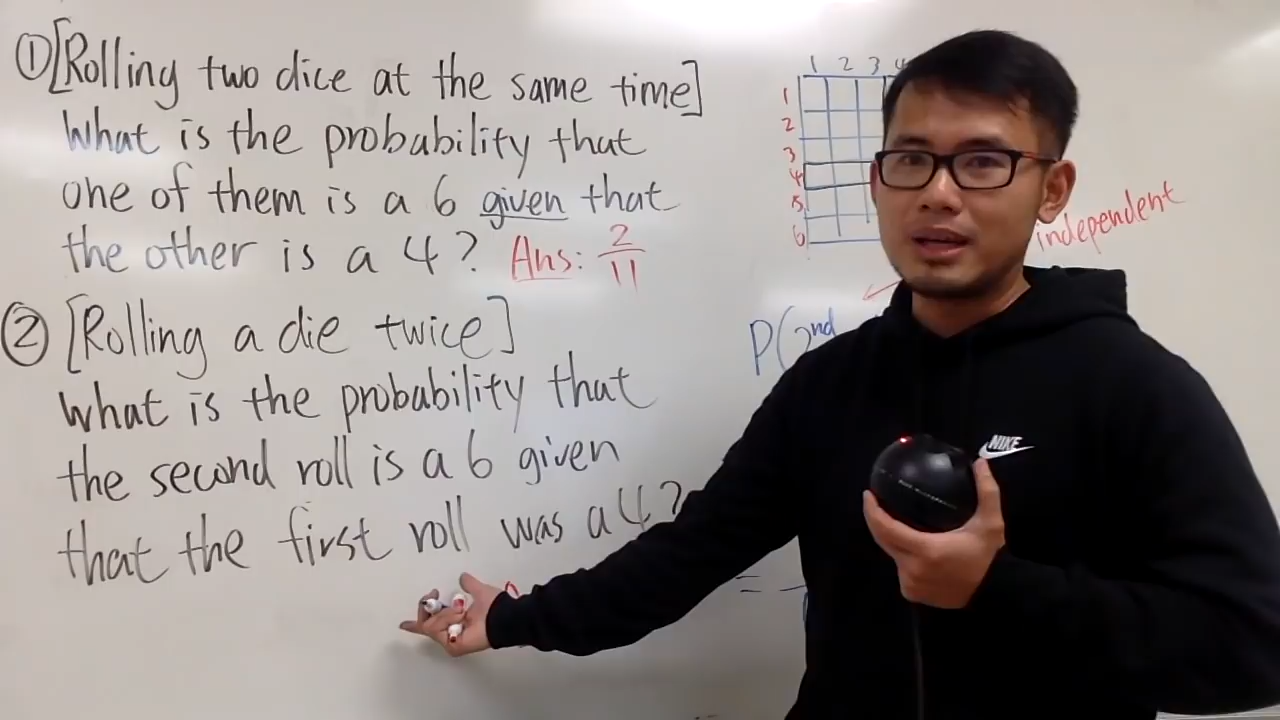 ① [Rolling two dice at the same time]
What is the probability that
one of them is a 6 given that
the other is a 4? Ans: 2/11
② [Rolling a die twice]
What is the probability that
the second roll is a 6 given
that the first roll was a 4?
1 2 3 4
1
2
3
4
5
6
independent
P(2nd
=
NIKE